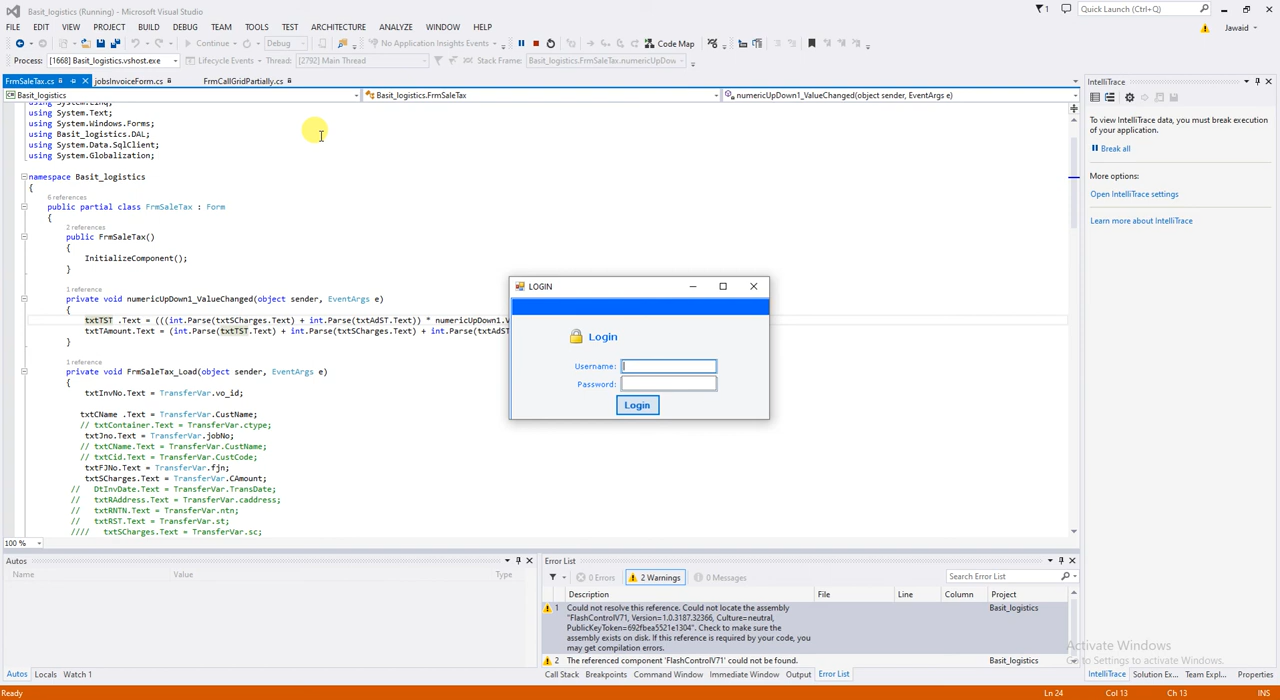 Basit_logistics (Running) - Microsoft Visual Studio
1
Quick Launch (Ctrl+Q)
FILE EDIT VIEW PROJECT BUILD DEBUG TEAM TOOLS TEST ARCHITECTURE ANALYZE WINDOW HELP
Jawaid
Continue Debug No Application Insights Events Code Map
Process: [1668] Basit_logistics.vshost.exe Lifecycle Events Thread: [2792] Main Thread Stack Frame: Basit_logistics.FrmSaleTax.numericUpDown
FrmSaleTax.cs jobsInvoiceForm.cs FrmCallGridPartially.cs
Basit_logistics Basit_logistics.FrmSaleTax numericUpDown1_ValueChanged(object sender, EventArgs e)
using System.Linq;
using System.Text;
using System.Windows.Forms;
using Basit_logistics.DAL;
using System.Data.SqlClient;
using System.Globalization;
namespace Basit_logistics
{
6 references
public partial class FrmSaleTax : Form
{
2 references
public FrmSaleTax()
{
InitializeComponent();
}
1 reference
private void numericUpDown1_ValueChanged(object sender, EventArgs e)
{
txtTST .Text = (((int.Parse(txtSCharges.Text) + int.Parse(txtAdST.Text)) * numericUpDown1.V
txtTAmount.Text = (int.Parse(txtTST.Text) + int.Parse(txtSCharges.Text) + int.Parse(txtAdST
}
1 reference
private void FrmSaleTax_Load(object sender, EventArgs e)
{
txtInvNo.Text = TransferVar.vo_id;
txtCName .Text = TransferVar.CustName;
// txtContainer.Text = TransferVar.ctype;
txtJno.Text = TransferVar.jobNo;
// txtCName.Text = TransferVar.CustName;
// txtCid.Text = TransferVar.CustCode;
txtFJNo.Text = TransferVar.fjn;
txtSCharges.Text = TransferVar.CAmount;
// DtInvDate.Text = TransferVar.TransDate;
// txtRAddress.Text = TransferVar.caddress;
// txtRNTN.Text = TransferVar.ntn;
// txtRST.Text = TransferVar.st;
//// txtSCharges.Text = TransferVar.sc;
100 %
LOGIN
Login
Username:
Password:
Login
IntelliTrace
To view IntelliTrace data, you must break execution
of your application.
Break all
More options:
Open IntelliTrace settings
Learn more about IntelliTrace
Autos
Name Value Type
Autos Locals Watch 1
Error List
0 Errors 2 Warnings 0 Messages Search Error List
Description File Line Column Project
1 Could not resolve this reference. Could not locate the assembly Basit_logistics
"FlashControlV71, Version=1.0.3187.32366, Culture=neutral,
PublicKeyToken=692fbea5521e1304". Check to make sure the
assembly exists on disk. If this reference is required by your code, you
may get compilation errors.
2 The referenced component 'FlashControlV71' could not be found. Basit_logistics
Call Stack Breakpoints Command Window Immediate Window Output Error List
Activate Windows
Go to Settings to activate Windows.
IntelliTrace Solution Ex... Team Expl... Properties
Ready Ln 24 Col 13 Ch 13 INS